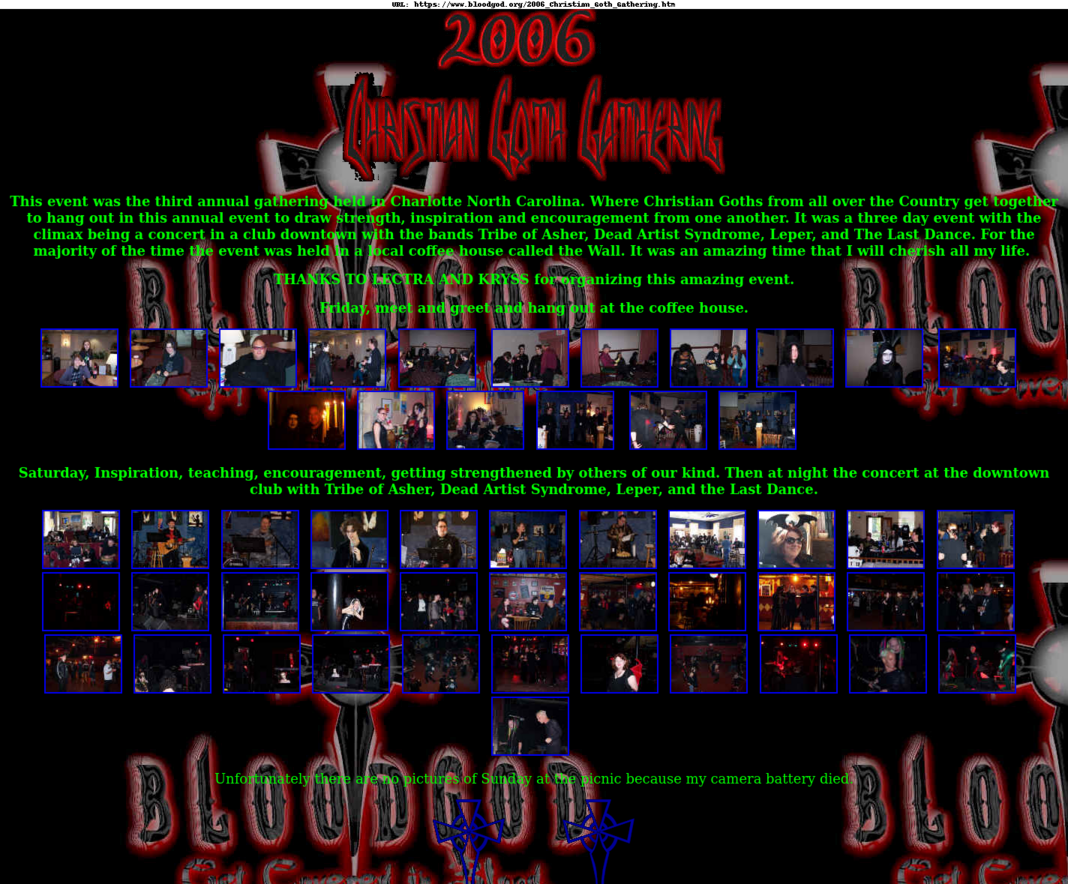 URL: https://www.bloodgod.org/2006_Christian_Goth_Gathering.htm
2006
Christian Goth Gathering
This event was the third annual gathering held in Charlotte North Carolina. Where Christian Goths from all over the Country get together
to hang out in this annual event to draw strength, inspiration and encouragement from one another. It was a three day event with the
climax being a concert in a club downtown with the bands Tribe of Asher, Dead Artist Syndrome, Leper, and The Last Dance. For the
majority of the time the event was held in a local coffee house called the Wall. It was an amazing time that I will cherish all my life.
THANKS TO LECTRA AND KRYSS for organizing this amazing event.
Friday, meet and greet and hang out at the coffee house.
BloodGod
Saturday, Inspiration, teaching, encouragement, getting strengthened by others of our kind. Then at night the concert at the downtown
club with Tribe of Asher, Dead Artist Syndrome, Leper, and the Last Dance.
Unfortunately there are no pictures of Sunday at the picnic because my camera battery died.
BloodGod